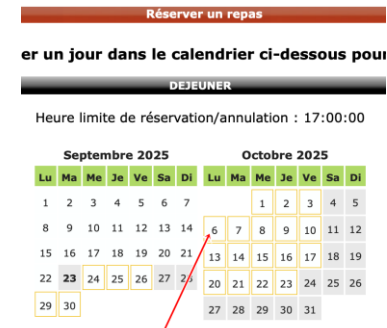 Réserver un repas
er un jour dans le calendrier ci-dessous pour
DEJEUNER
Heure limite de réservation/annulation : 17:00:00
Septembre 2025
Lu Ma Me Je Ve Sa Di
1 2 3 4 5 6 7
8 9 10 11 12 13 14
15 16 17 18 19 20 21
22 23 24 25 26 27 28
29 30
Octobre 2025
Lu Ma Me Je Ve Sa Di
1 2 3 4 5
6 7 8 9 10 11 12
13 14 15 16 17 18 19
20 21 22 23 24 25 26
27 28 29 30 31